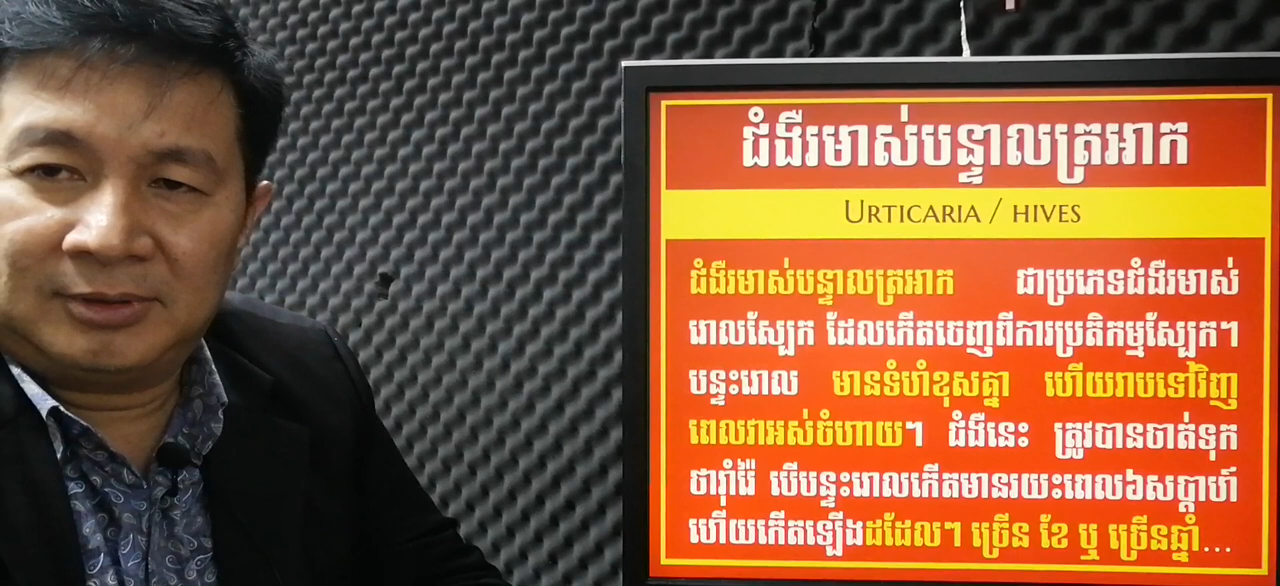 ជំងឺរមាស់បន្ទាលត្រអាក
URTICARIA / HIVES
ជំងឺរមាស់បន្ទាលត្រអាក ជាប្រភេទជំងឺរមាស់
រោលស្បែក ដែលកើតចេញពីការប្រតិកម្មស្បែក។
បន្ទះរោល មានទំហំខុសគ្នា ហើយរាបទៅវិញ
ពេលវាអស់ចំហាយ។ ជំងឺនេះ ត្រូវបានចាត់ទុក
ថារ៉ាំរ៉ៃ បើបន្ទះរោលកើតមានរយះពេល៦សប្តាហ៍
ហើយកើតឡើងដដែលៗ ច្រើន ខែ ឬ ច្រើនឆ្នាំ...